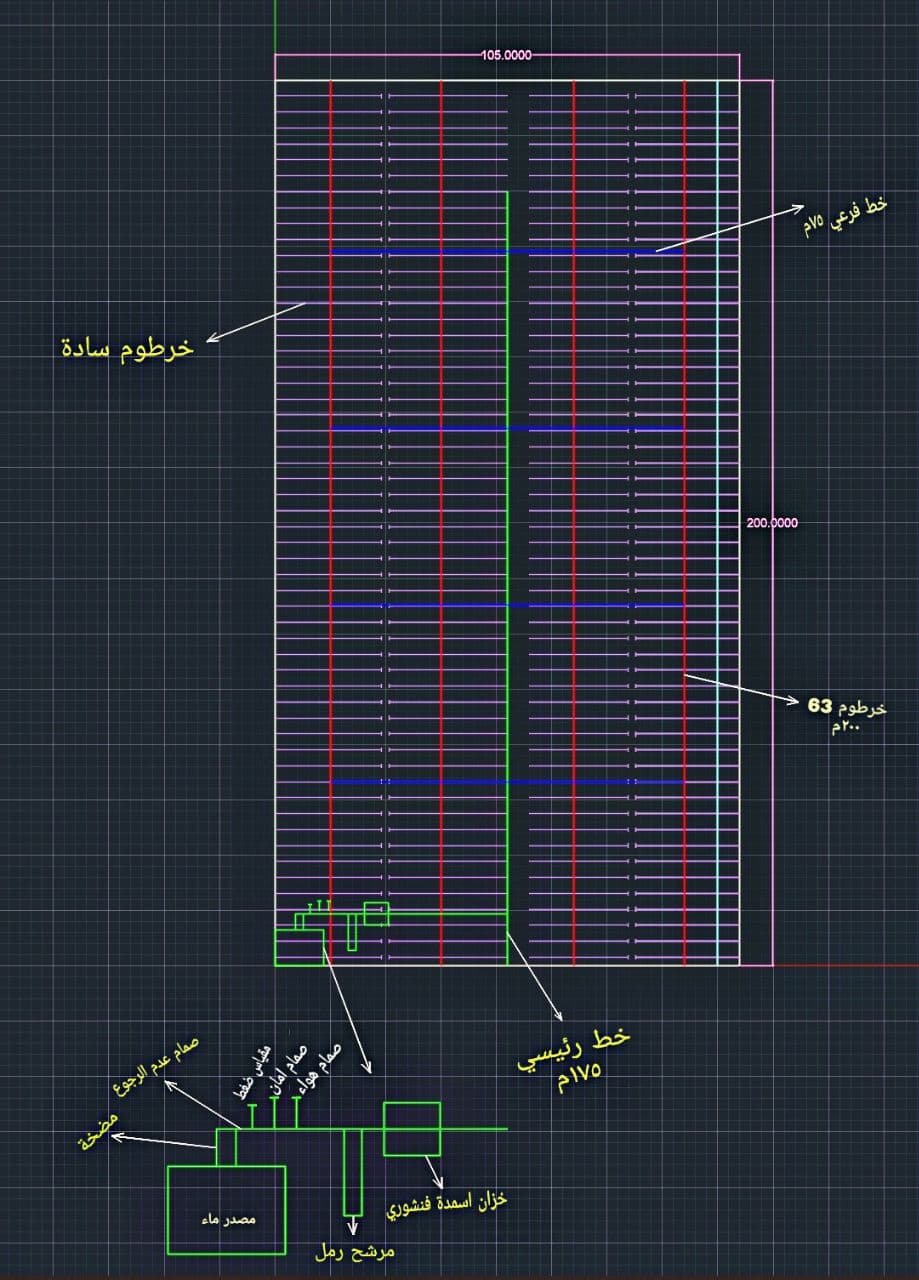 105.0000
خط فرعي ٧٥م
خرطوم سادة
200.0000
خرطوم 63
٢٠٠م
خط رئيسي
١٧٥م
صمام عدم الرجوع
مقياس ضغط
صمام امان
صمام هواء
مضخة
خزان اسمدة فنشوري
مصدر ماء
مرشح رمل